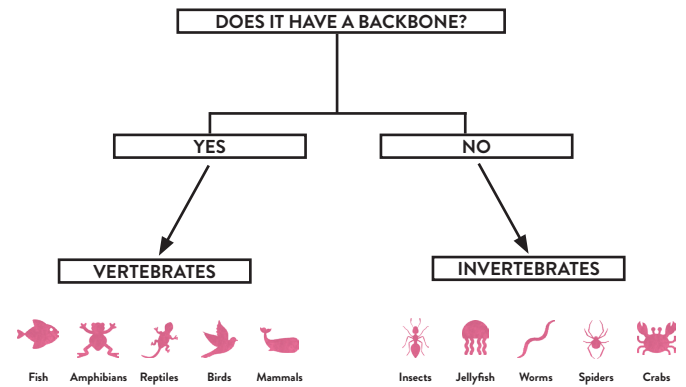 DOES IT HAVE A BACKBONE?
YES
NO
VERTEBRATES
INVERTEBRATES
Fish Amphibians Reptiles Birds Mammals
Insects Jellyfish Worms Spiders Crabs